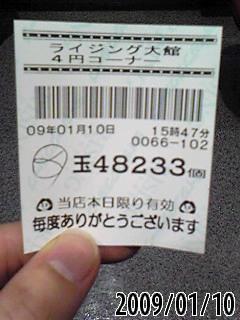 ライジング大館
4円コーナー
09年01月10日 15時47分
0066-102
玉48233個
当店本日限り有効
毎度ありがとうございます
2009/01/10